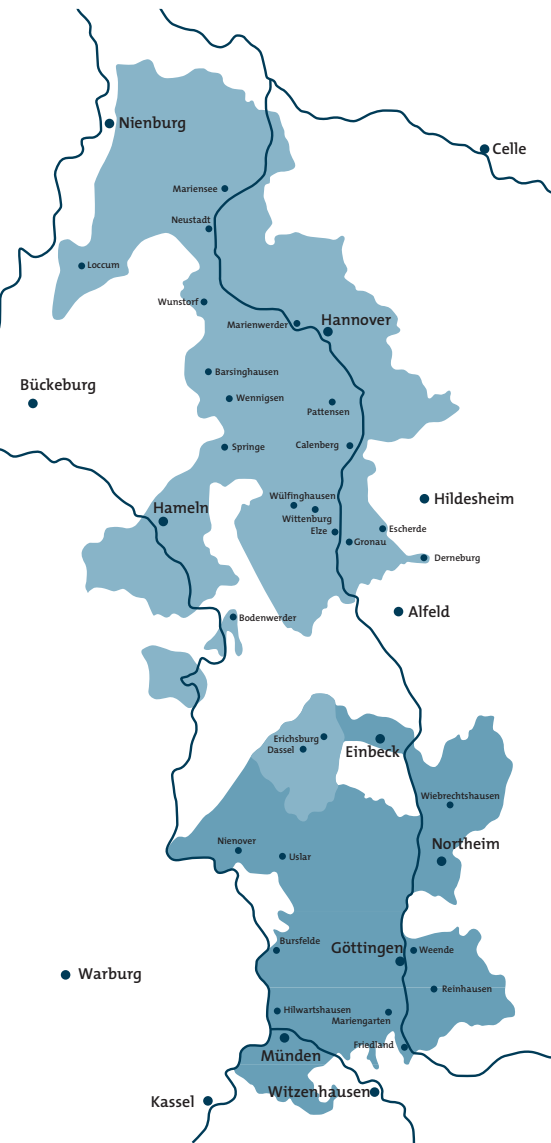 Nienburg
Celle
Mariensee
Neustadt
Loccum
Wunstorf
Marienwerder
Hannover
Barsinghausen
Bückeburg
Wennigsen
Pattensen
Springe
Calenberg
Wülfinghausen
Hildesheim
Hameln
Wittenburg
Elze
Escherde
Gronau
Derneburg
Alfeld
Bodenwerder
Erichsburg
Dassel
Einbeck
Wiebrechtshausen
Nienover
Northeim
Uslar
Bursfelde
Göttingen
Weende
Warburg
Reinhausen
Hilwartshausen
Mariengarten
Friedland
Münden
Witzenhausen
Kassel